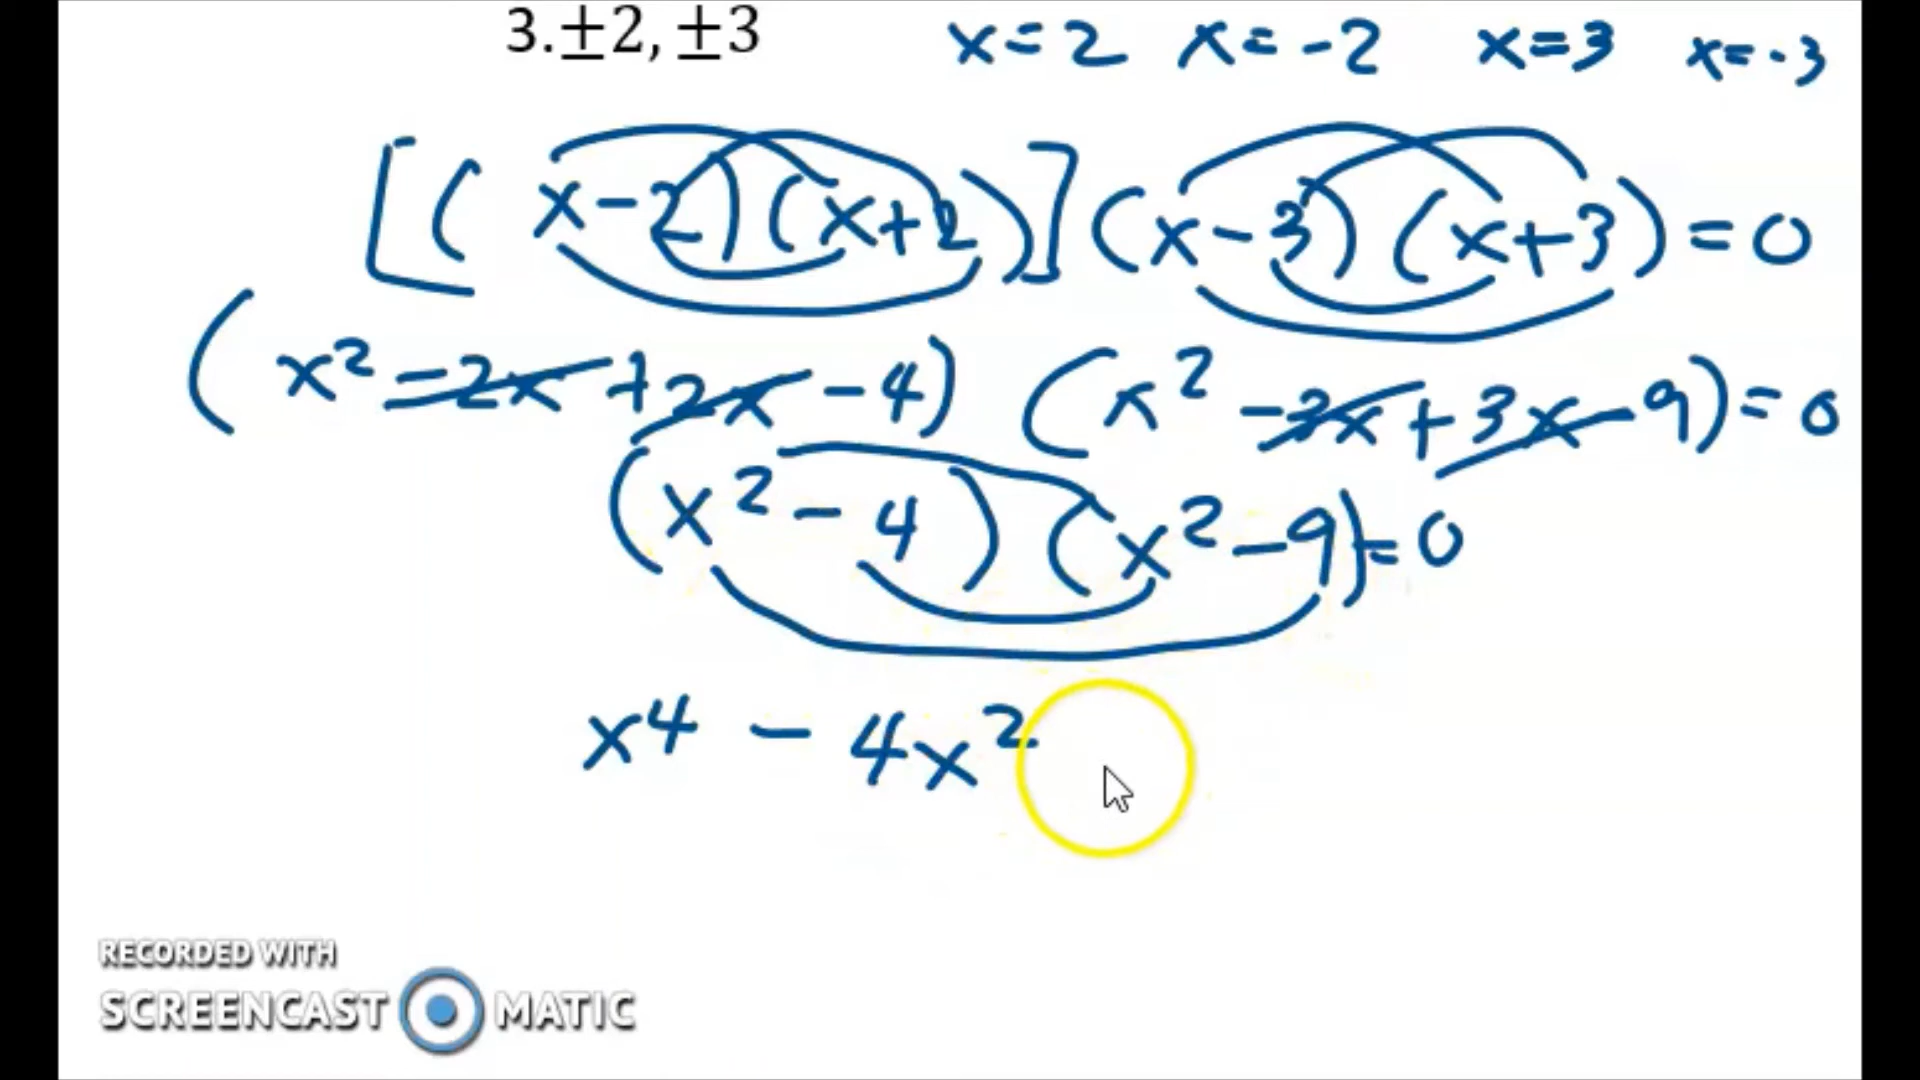 3.±2, ±3 x=2 x=-2 x=3 x=-3
[(x-2)(x+2)](x-3)(x+3)=0
(x²-2x+2x-4)(x²-3x+3x-9)=0
(x²-4)(x²-9)=0
x⁴-4x²
RECORDED WITH
SCREENCAST MATIC